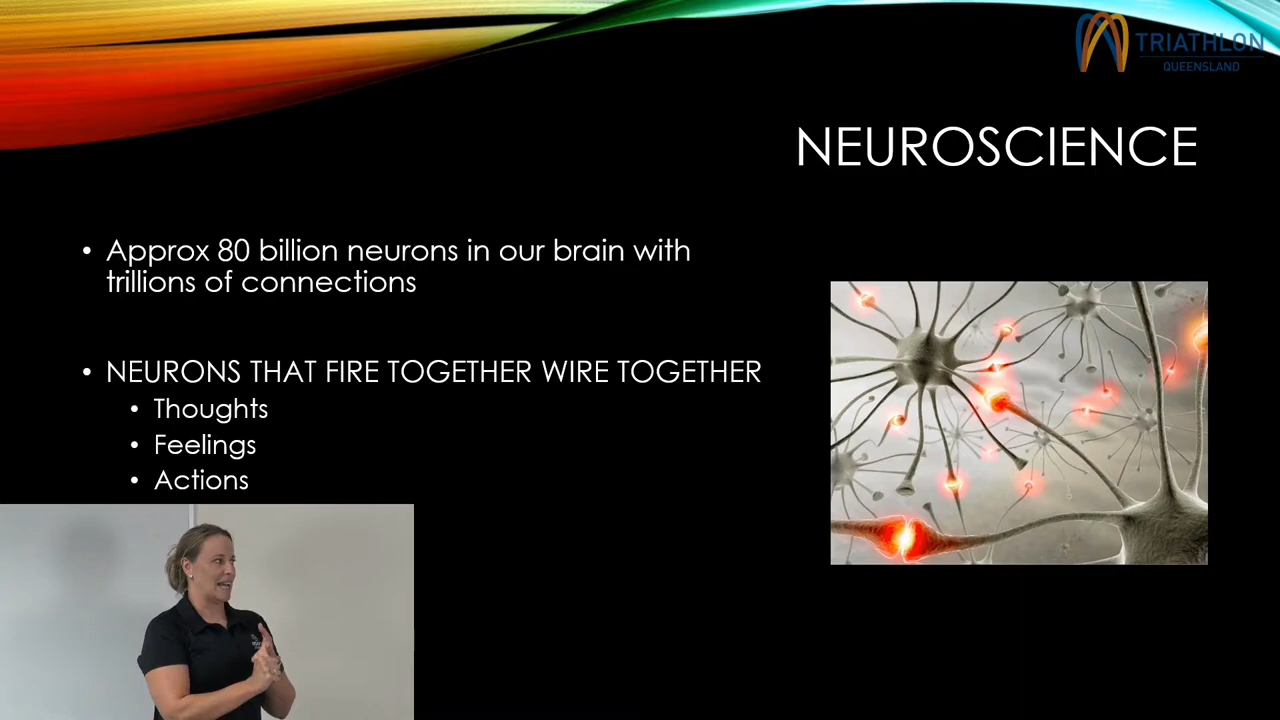 TRIATHLON
QUEENSLAND
NEUROSCIENCE
• Approx 80 billion neurons in our brain with
trillions of connections
• NEURONS THAT FIRE TOGETHER WIRE TOGETHER
• Thoughts
• Feelings
• Actions